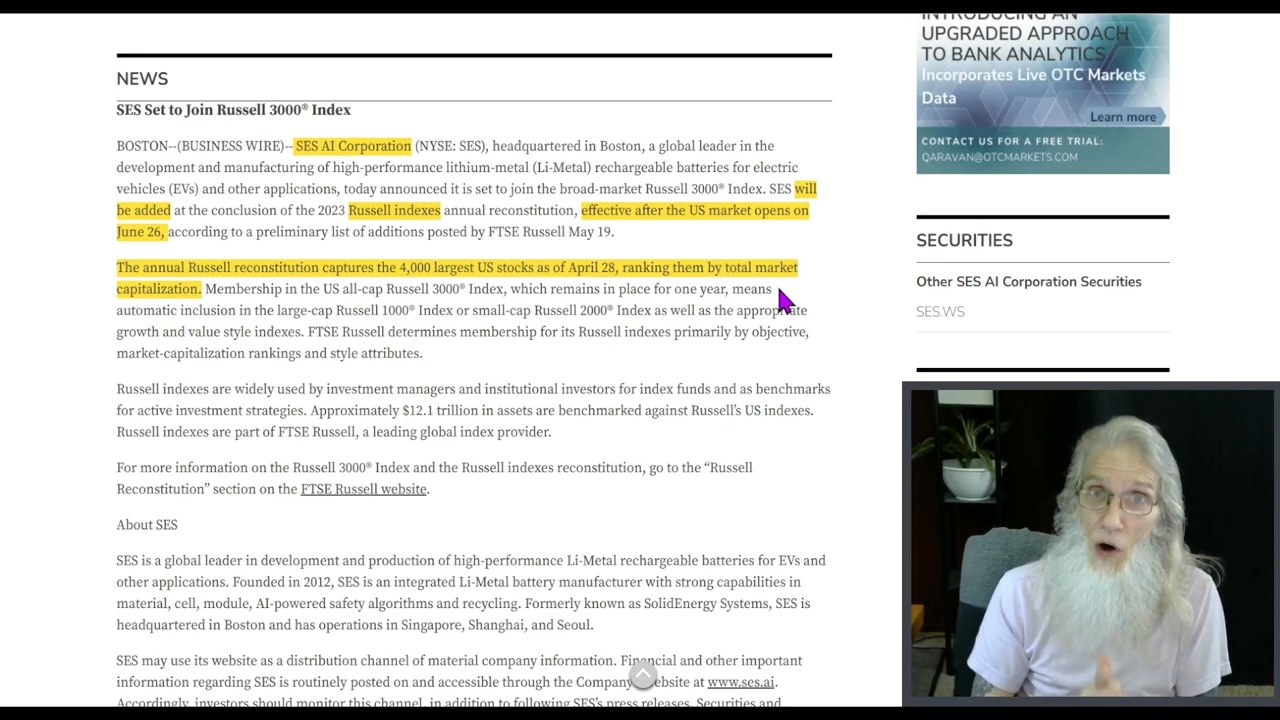 NEWS
SES Set to Join Russell 3000® Index
BOSTON--(BUSINESS WIRE)--SES AI Corporation (NYSE: SES), headquartered in Boston, a global leader in the
development and manufacturing of high-performance lithium-metal (Li-Metal) rechargeable batteries for electric
vehicles (EVs) and other applications, today announced it is set to join the broad-market Russell 3000® Index. SES will
be added at the conclusion of the 2023 Russell indexes annual reconstitution, effective after the US market opens on
June 26, according to a preliminary list of additions posted by FTSE Russell May 19.
The annual Russell reconstitution captures the 4,000 largest US stocks as of April 28, ranking them by total market
capitalization. Membership in the US all-cap Russell 3000® Index, which remains in place for one year, means
automatic inclusion in the large-cap Russell 1000® Index or small-cap Russell 2000® Index as well as the appropriate
growth and value style indexes. FTSE Russell determines membership for its Russell indexes primarily by objective,
market-capitalization rankings and style attributes.
Russell indexes are widely used by investment managers and institutional investors for index funds and as benchmarks
for active investment strategies. Approximately $12.1 trillion in assets are benchmarked against Russell's US indexes.
Russell indexes are part of FTSE Russell, a leading global index provider.
For more information on the Russell 3000® Index and the Russell indexes reconstitution, go to the “Russell
Reconstitution” section on the FTSE Russell website.
About SES
SES is a global leader in development and production of high-performance Li-Metal rechargeable batteries for EVs and
other applications. Founded in 2012, SES is an integrated Li-Metal battery manufacturer with strong capabilities in
material, cell, module, AI-powered safety algorithms and recycling. Formerly known as SolidEnergy Systems, SES is
headquartered in Boston and has operations in Singapore, Shanghai, and Seoul.
SES may use its website as a distribution channel of material company information. Financial and other important
information regarding SES is routinely posted on and accessible through the Company's website at www.ses.ai.
Accordingly, investors should monitor this channel, in addition to following SES's press releases, Securities and
INTRODUCING AN
UPGRADED APPROACH
TO BANK ANALYTICS
Incorporates Live OTC Markets
Data
Learn more
CONTACT US FOR A FREE TRIAL:
QARAVAN@OTCMARKETS.COM
SECURITIES
Other SES AI Corporation Securities
SES.WS